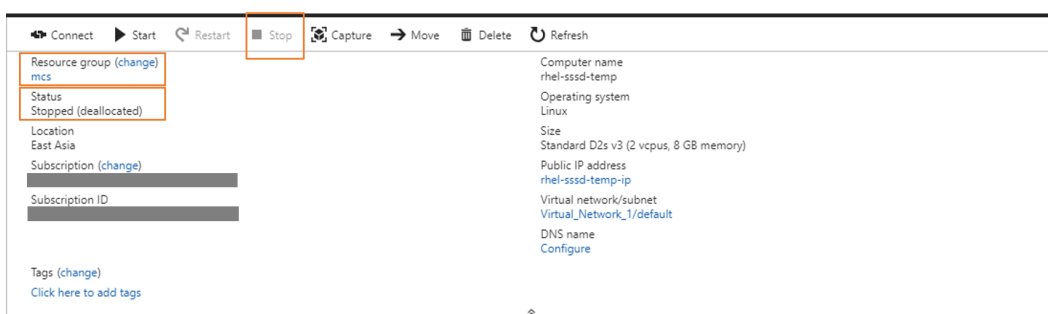 Connect Start Restart Stop Capture Move Delete Refresh
Resource group (change)
mcs
Status
Stopped (deallocated)
Location
East Asia
Subscription (change)
Subscription ID
Tags (change)
Click here to add tags
Computer name
rhel-sssd-temp
Operating system
Linux
Size
Standard D2s v3 (2 vcpus, 8 GB memory)
Public IP address
rhel-sssd-temp-ip
Virtual network/subnet
Virtual_Network_1/default
DNS name
Configure